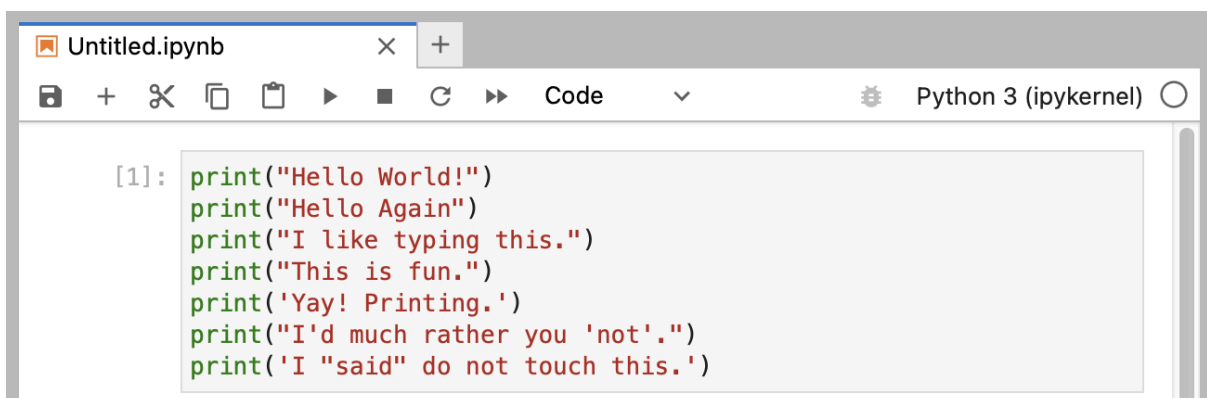 Untitled.ipynb
Code Python 3 (ipykernel)
[1]: print("Hello World!")
print("Hello Again")
print("I like typing this.")
print("This is fun.")
print('Yay! Printing.')
print("I'd much rather you 'not'.")
print('I "said" do not touch this.')